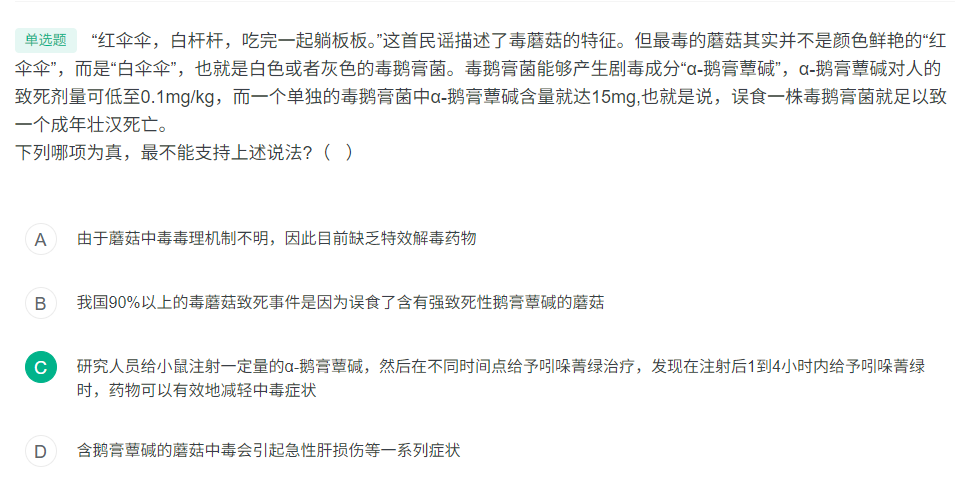 单选题 “红伞伞，白杆杆，吃完一起躺板板。”这首民谣描述了毒蘑菇的特征。但最毒的蘑菇其实并不是颜色鲜艳的“红
伞伞”，而是“白伞伞”，也就是白色或者灰色的毒鹅膏菌。毒鹅膏菌能够产生剧毒成分“α-鹅膏蕈碱”，α-鹅膏蕈碱对人的
致死剂量可低至0.1mg/kg，而一个单独的毒鹅膏菌中α-鹅膏蕈碱含量就达15mg,也就是说，误食一株毒鹅膏菌就足以致
一个成年壮汉死亡。
下列哪项为真，最不能支持上述说法?（ ）
A 由于蘑菇中毒毒理机制不明，因此目前缺乏特效解毒药物
B 我国90%以上的毒蘑菇致死事件是因为误食了含有强致死性鹅膏蕈碱的蘑菇
C 研究人员给小鼠注射一定量的α-鹅膏蕈碱，然后在不同时间点给予吲哚菁绿治疗，发现在注射后1到4小时内给予吲哚菁绿
时，药物可以有效地减轻中毒症状
D 含鹅膏蕈碱的蘑菇中毒会引起急性肝损伤等一系列症状